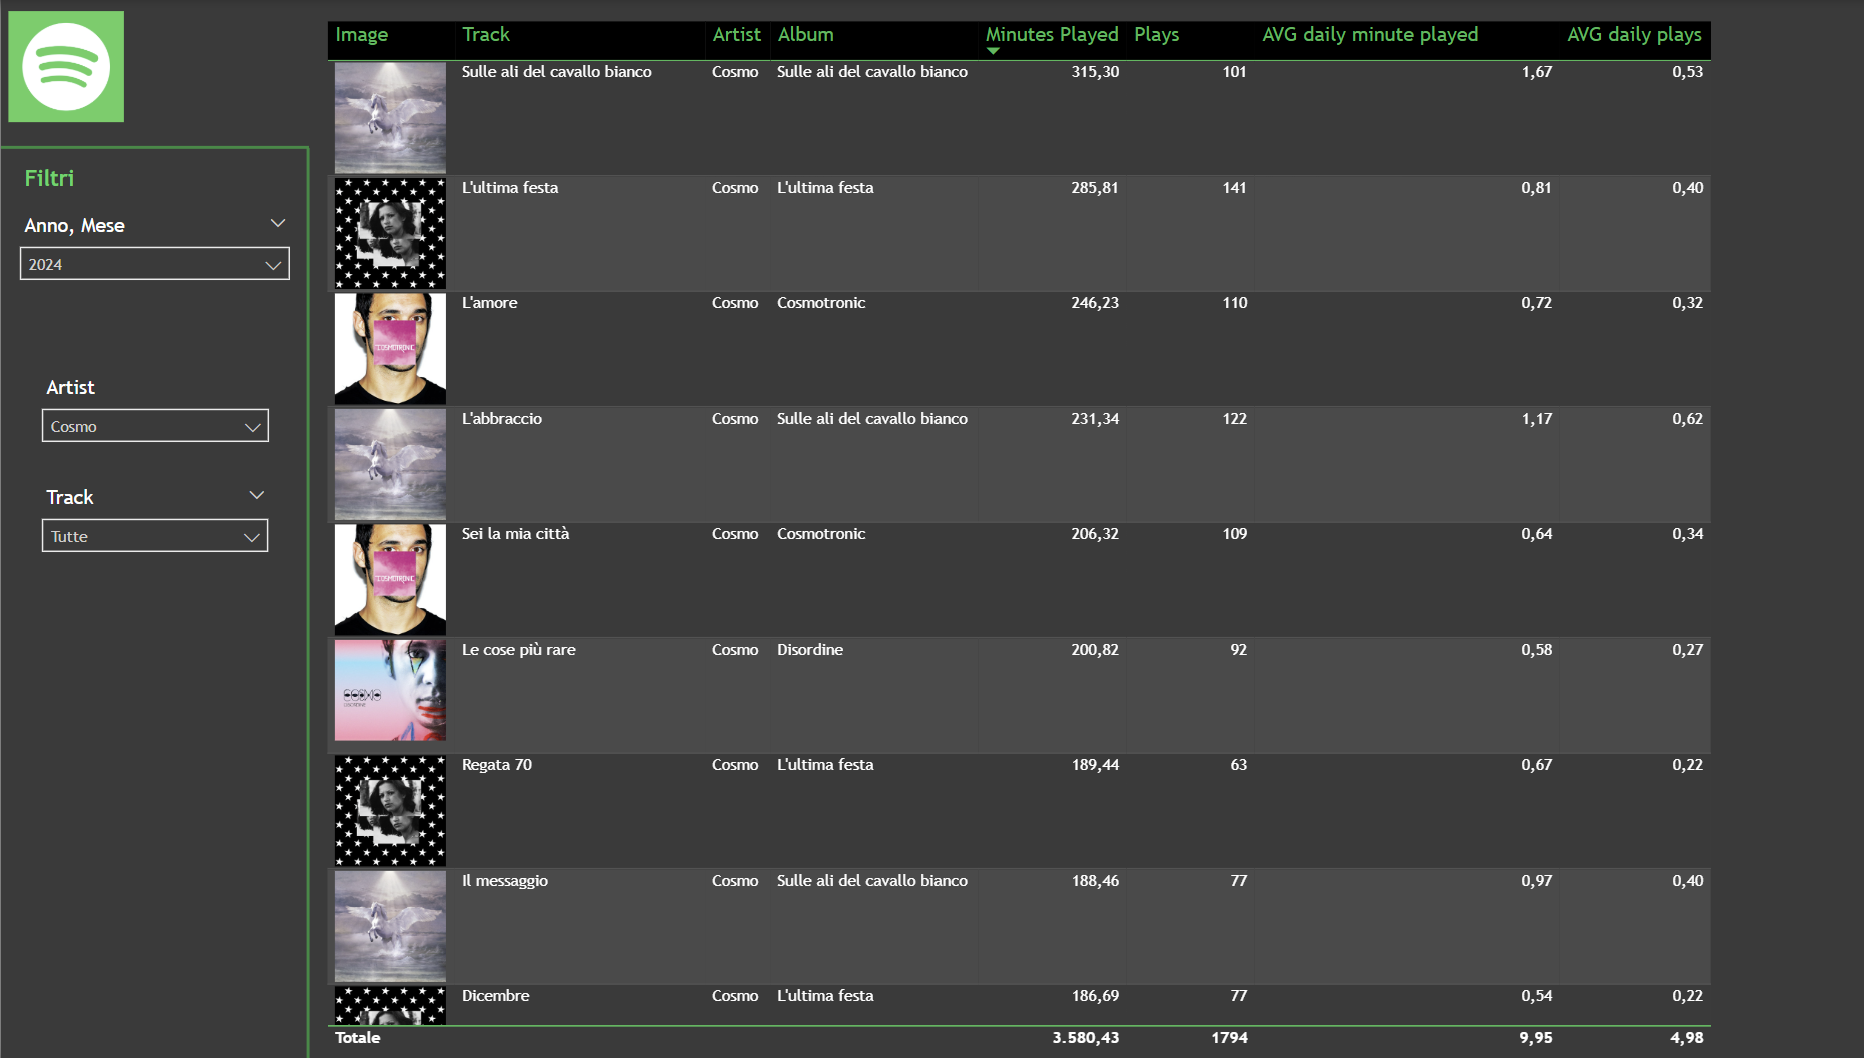 Image Track Artist Album Minutes Played Plays AVG daily minute played AVG daily plays
Sulle ali del cavallo bianco Cosmo Sulle ali del cavallo bianco 315,30 101 1,67 0,53
Filtri
L'ultima festa Cosmo L'ultima festa 285,81 141 0,81 0,40
Anno, Mese
2024
L'amore Cosmo Cosmotronic 246,23 110 0,72 0,32
COSMOTRONIC
Artist
Cosmo
L'abbraccio Cosmo Sulle ali del cavallo bianco 231,34 122 1,17 0,62
Track
Tutte
Sei la mia città Cosmo Cosmotronic 206,32 109 0,64 0,34
COSMOTRONIC
Le cose più rare Cosmo Disordine 200,82 92 0,58 0,27
COSMO
DISORDINE
Regata 70 Cosmo L'ultima festa 189,44 63 0,67 0,22
Il messaggio Cosmo Sulle ali del cavallo bianco 188,46 77 0,97 0,40
Dicembre Cosmo L'ultima festa 186,69 77 0,54 0,22
Totale 3.580,43 1794 9,95 4,98